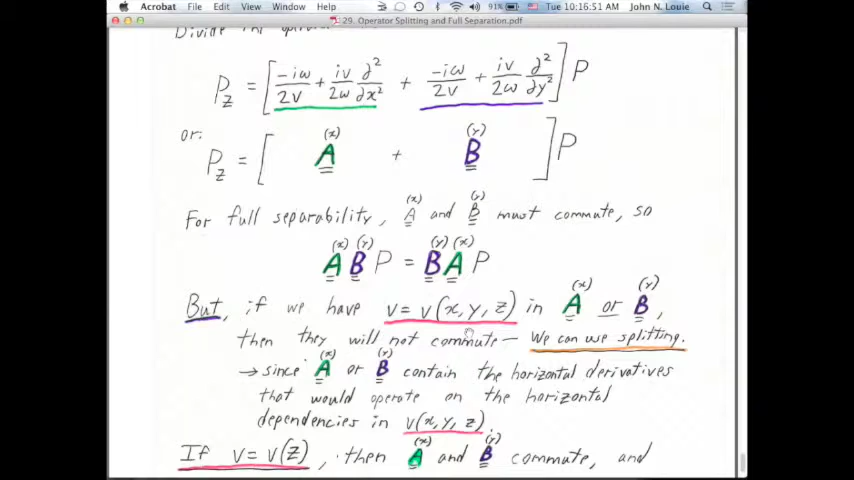 Acrobat File Edit View Window Help 91% Tue 10:16:51 AM John N. Louie
29. Operator Splitting and Full Separation.pdf
Divide the
P_z = [ -iω/2v + iv/2ω ∂²/∂x² + -iω/2v + iv/2ω ∂²/∂y² ] P
or:
P_z = [ A^(x) + B^(y) ] P
For full separability, A^(x) and B^(y) must commute, so
A^(x) B^(y) P = B^(y) A^(x) P
But, if we have v = v(x, y, z) in A^(x) or B^(y),
then they will not commute — We can use splitting.
→ since A^(x) or B^(y) contain the horizontal derivatives
that would operate on the horizontal
dependencies in v(x, y, z).
If v = v(z), then A^(x) and B^(y) commute, and